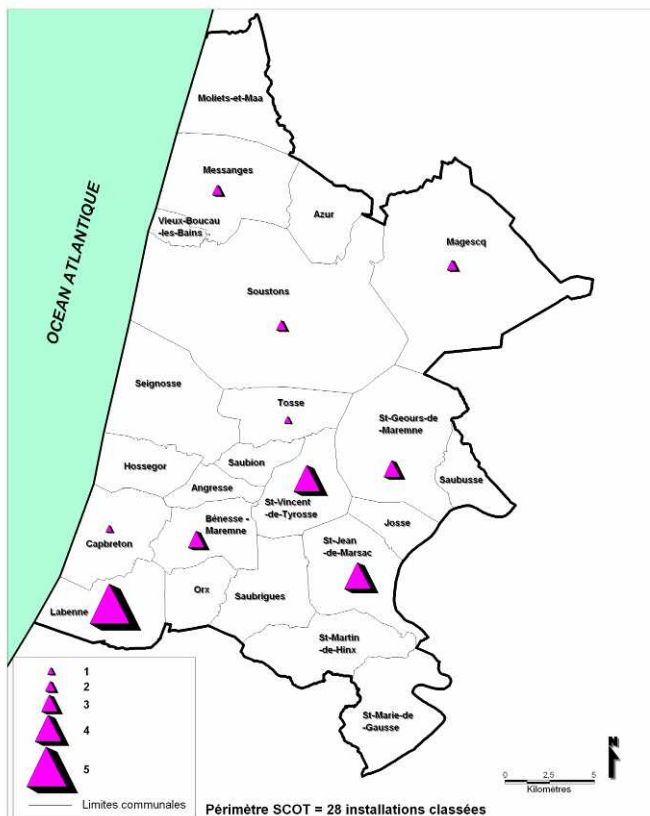 Moliets-et-Maa
Messanges
Azur
Vieux-Boucau
-les-Bains
Magescq
OCEAN ATLANTIQUE
Soustons
Seignosse
Tosse
St-Geours-de
-Maremne
Hossegor
Saubion
Saubusse
Angresse
St-Vincent
-de-Tyrosse
Bénesse -
Maremne
Josse
Capbreton
St-Jean
-de-Marsac
Orx
Saubrigues
Labenne
St-Martin
-de-Hinx
St-Marie-de
-Gausse
1
2
3
4
5
Limites communales
N
0 2,5 5
Kilomètres
Périmètre SCOT = 28 installations classées